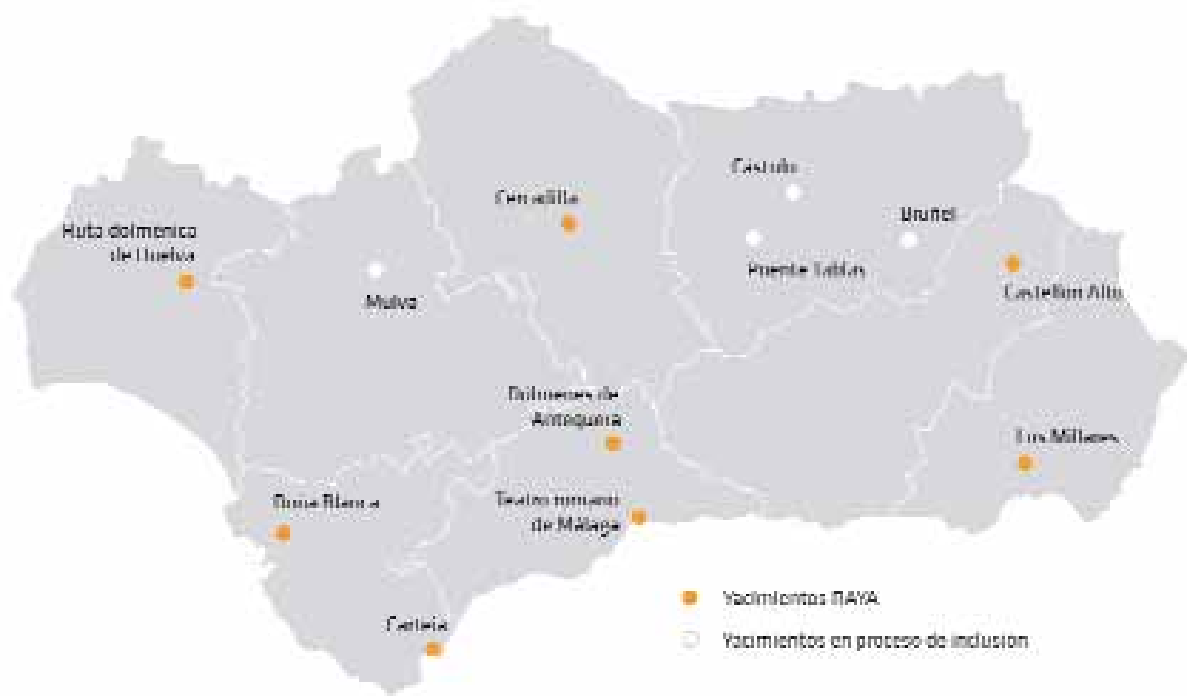 Cástulo
Cercadilla
Bruñel
Ruta dolménica
de Huelva
Puente Tablas
Mulva
Castellón Alto
Dólmenes de
Antequera
Los Millares
Doña Blanca
Teatro romano
de Málaga
Yacimientos RAYA
Carteia
Yacimientos en proceso de inclusión